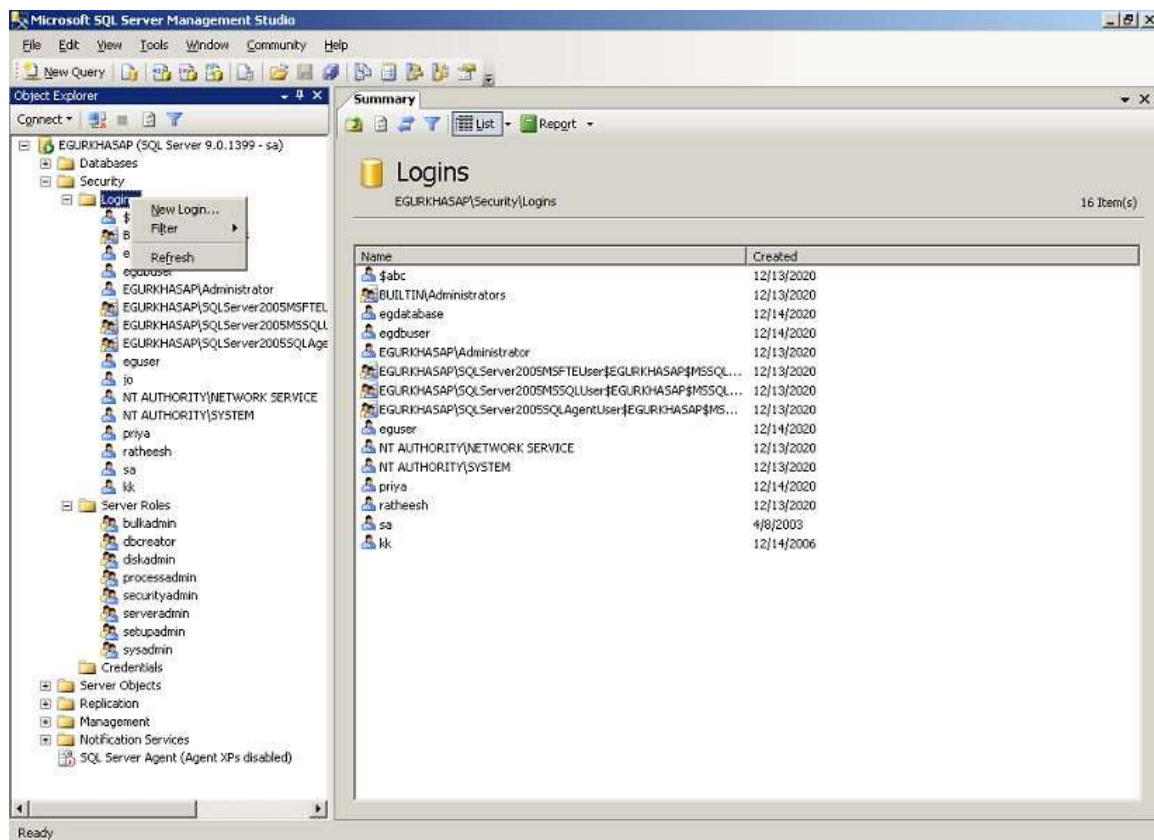 Microsoft SQL Server Management Studio
File Edit View Tools Window Community Help
New Query
Object Explorer
Connect
EGURKHASAP (SQL Server 9.0.1399 - sa)
Databases
Security
Login
New Login...
Filter
Refresh
$
B
e
egdbuser
EGURKHASAP\Administrator
EGURKHASAP\SQLServer2005MSFTEL
EGURKHASAP\SQLServer2005MSSQLU
EGURKHASAP\SQLServer2005SQLAge
eguser
jo
NT AUTHORITY\NETWORK SERVICE
NT AUTHORITY\SYSTEM
priya
ratheesh
sa
kk
Server Roles
bulkadmin
dbcreator
diskadmin
processadmin
securityadmin
serveradmin
setupadmin
sysadmin
Credentials
Server Objects
Replication
Management
Notification Services
SQL Server Agent (Agent XPs disabled)
Ready
Summary
List Report
Logins
EGURKHASAP\Security\Logins 16 Item(s)
Name Created
$abc 12/13/2020
BUILTIN\Administrators 12/13/2020
egdatabase 12/14/2020
egdbuser 12/14/2020
EGURKHASAP\Administrator 12/13/2020
EGURKHASAP\SQLServer2005MSFTEUser$EGURKHASAP$MSSQL... 12/13/2020
EGURKHASAP\SQLServer2005MSSQLUser$EGURKHASAP$MSSQL... 12/13/2020
EGURKHASAP\SQLServer2005SQLAgentUser$EGURKHASAP$MS... 12/13/2020
eguser 12/14/2020
NT AUTHORITY\NETWORK SERVICE 12/13/2020
NT AUTHORITY\SYSTEM 12/13/2020
priya 12/14/2020
ratheesh 12/13/2020
sa 4/8/2003
kk 12/14/2006